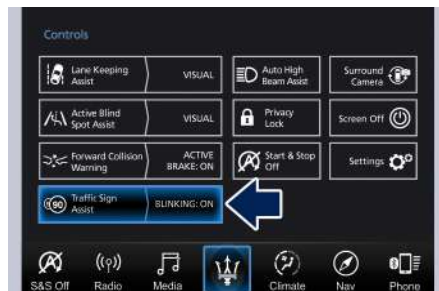 Controls
Lane Keeping
Assist
VISUAL
Auto High
Beam Assist
Surround
Camera
Active Blind
Spot Assist
VISUAL
Privacy
Lock
Screen Off
Forward Collision
Warning
ACTIVE
BRAKE: ON
Start & Stop
Off
Settings
90
Traffic Sign
Assist
BLINKING: ON
S&S Off
Radio
Media
Climate
Nav
Phone